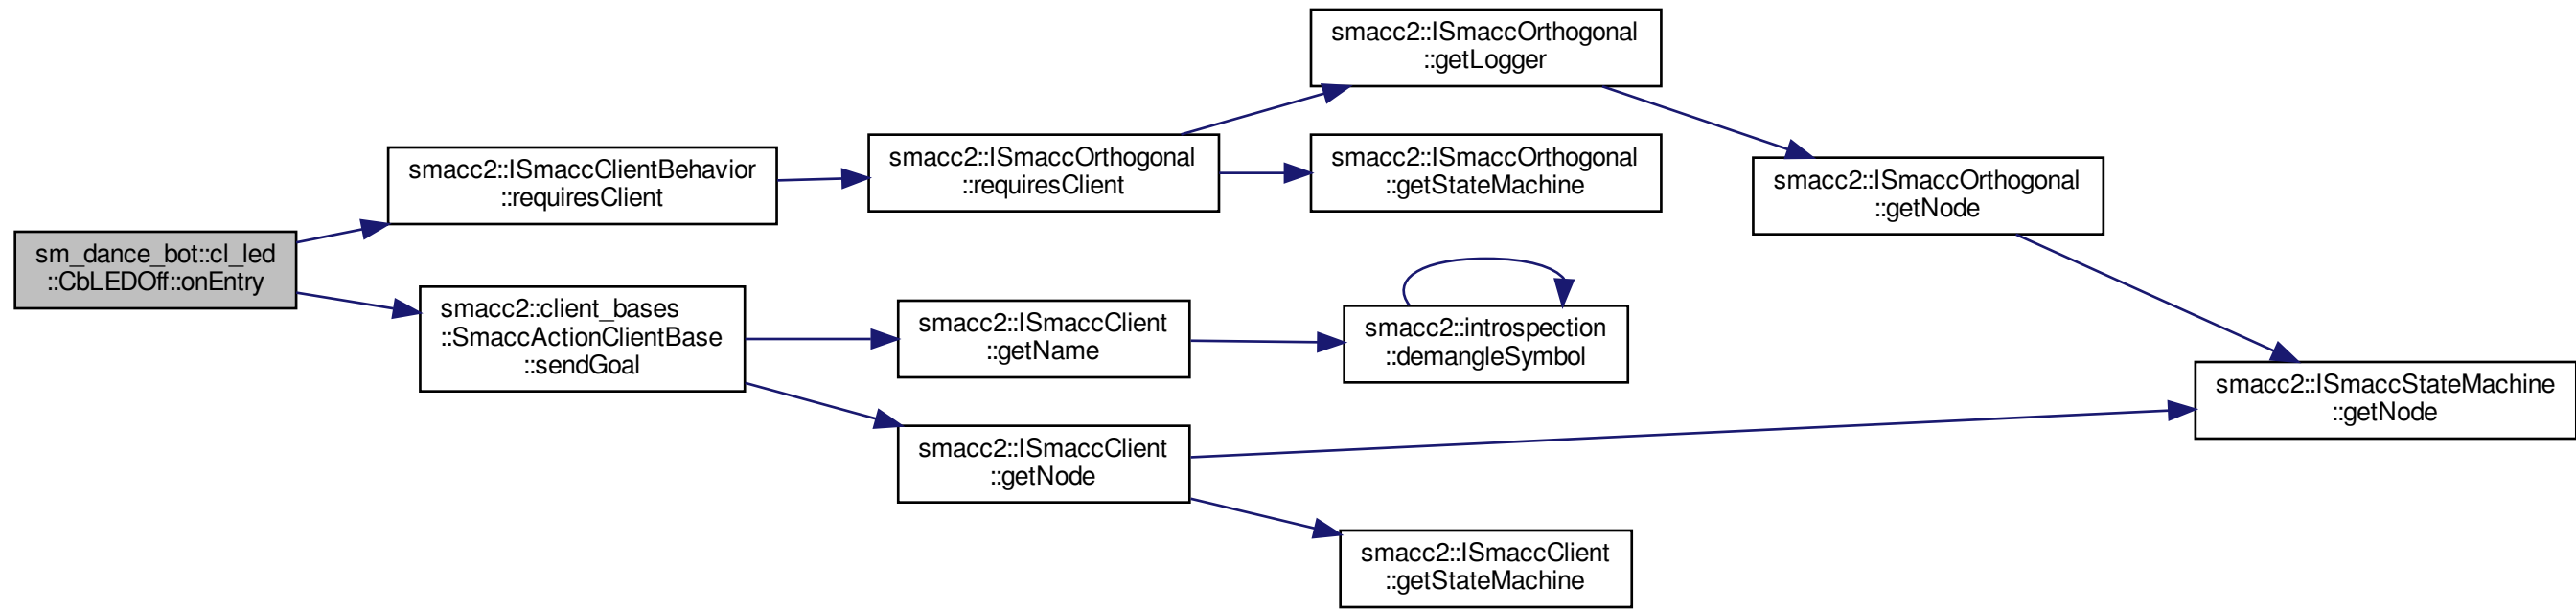 sm_dance_bot::cl_led
::CbLEDOff::onEntry
smacc2::ISmaccClientBehavior
::requiresClient
smacc2::ISmaccOrthogonal
::requiresClient
smacc2::ISmaccOrthogonal
::getLogger
smacc2::ISmaccOrthogonal
::getStateMachine
smacc2::ISmaccOrthogonal
::getNode
smacc2::ISmaccStateMachine
::getNode
smacc2::client_bases
::SmaccActionClientBase
::sendGoal
smacc2::ISmaccClient
::getName
smacc2::introspection
::demangleSymbol
smacc2::ISmaccClient
::getNode
smacc2::ISmaccClient
::getStateMachine